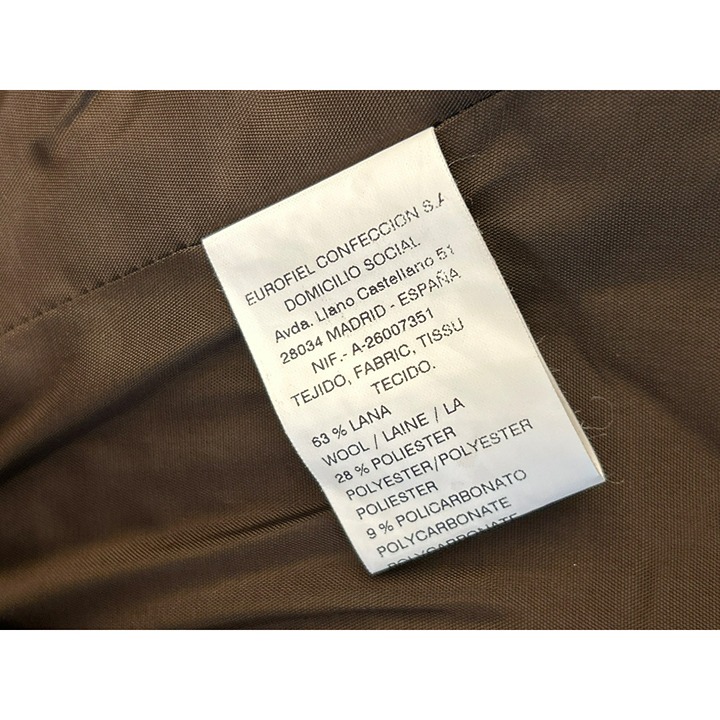 EUROFIEL CONFECCION S.A
DOMICILIO SOCIAL
Avda. Llano Castellano 51
28034 MADRID - ESPAÑA
NIF.- A-26007351
TEJIDO, FABRIC, TISSU
TECIDO.
63 % LANA
WOOL / LAINE / LA
28 % POLIESTER
POLYESTER/POLYESTER
POLIESTER
9 % POLICARBONATO
POLYCARBONATE
POLYCARBONATE